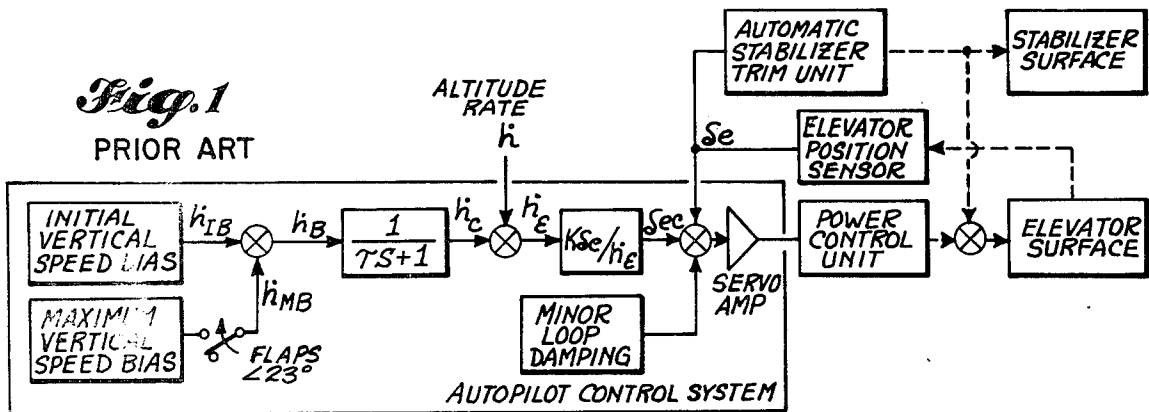 Fig. 1
PRIOR ART
ALTITUDE
RATE
ḣ
AUTOMATIC
STABILIZER
TRIM UNIT
STABILIZER
SURFACE
δe
ELEVATOR
POSITION
SENSOR
INITIAL
VERTICAL
SPEED BIAS
ḣIB
ḣB
1
τS+1
ḣC
ḣε
Kδe/ḣε
δec
SERVO
AMP
POWER
CONTROL
UNIT
ELEVATOR
SURFACE
ḣMB
MAXIMUM
VERTICAL
SPEED BIAS
FLAPS
<23°
MINOR
LOOP
DAMPING
AUTOPILOT CONTROL SYSTEM